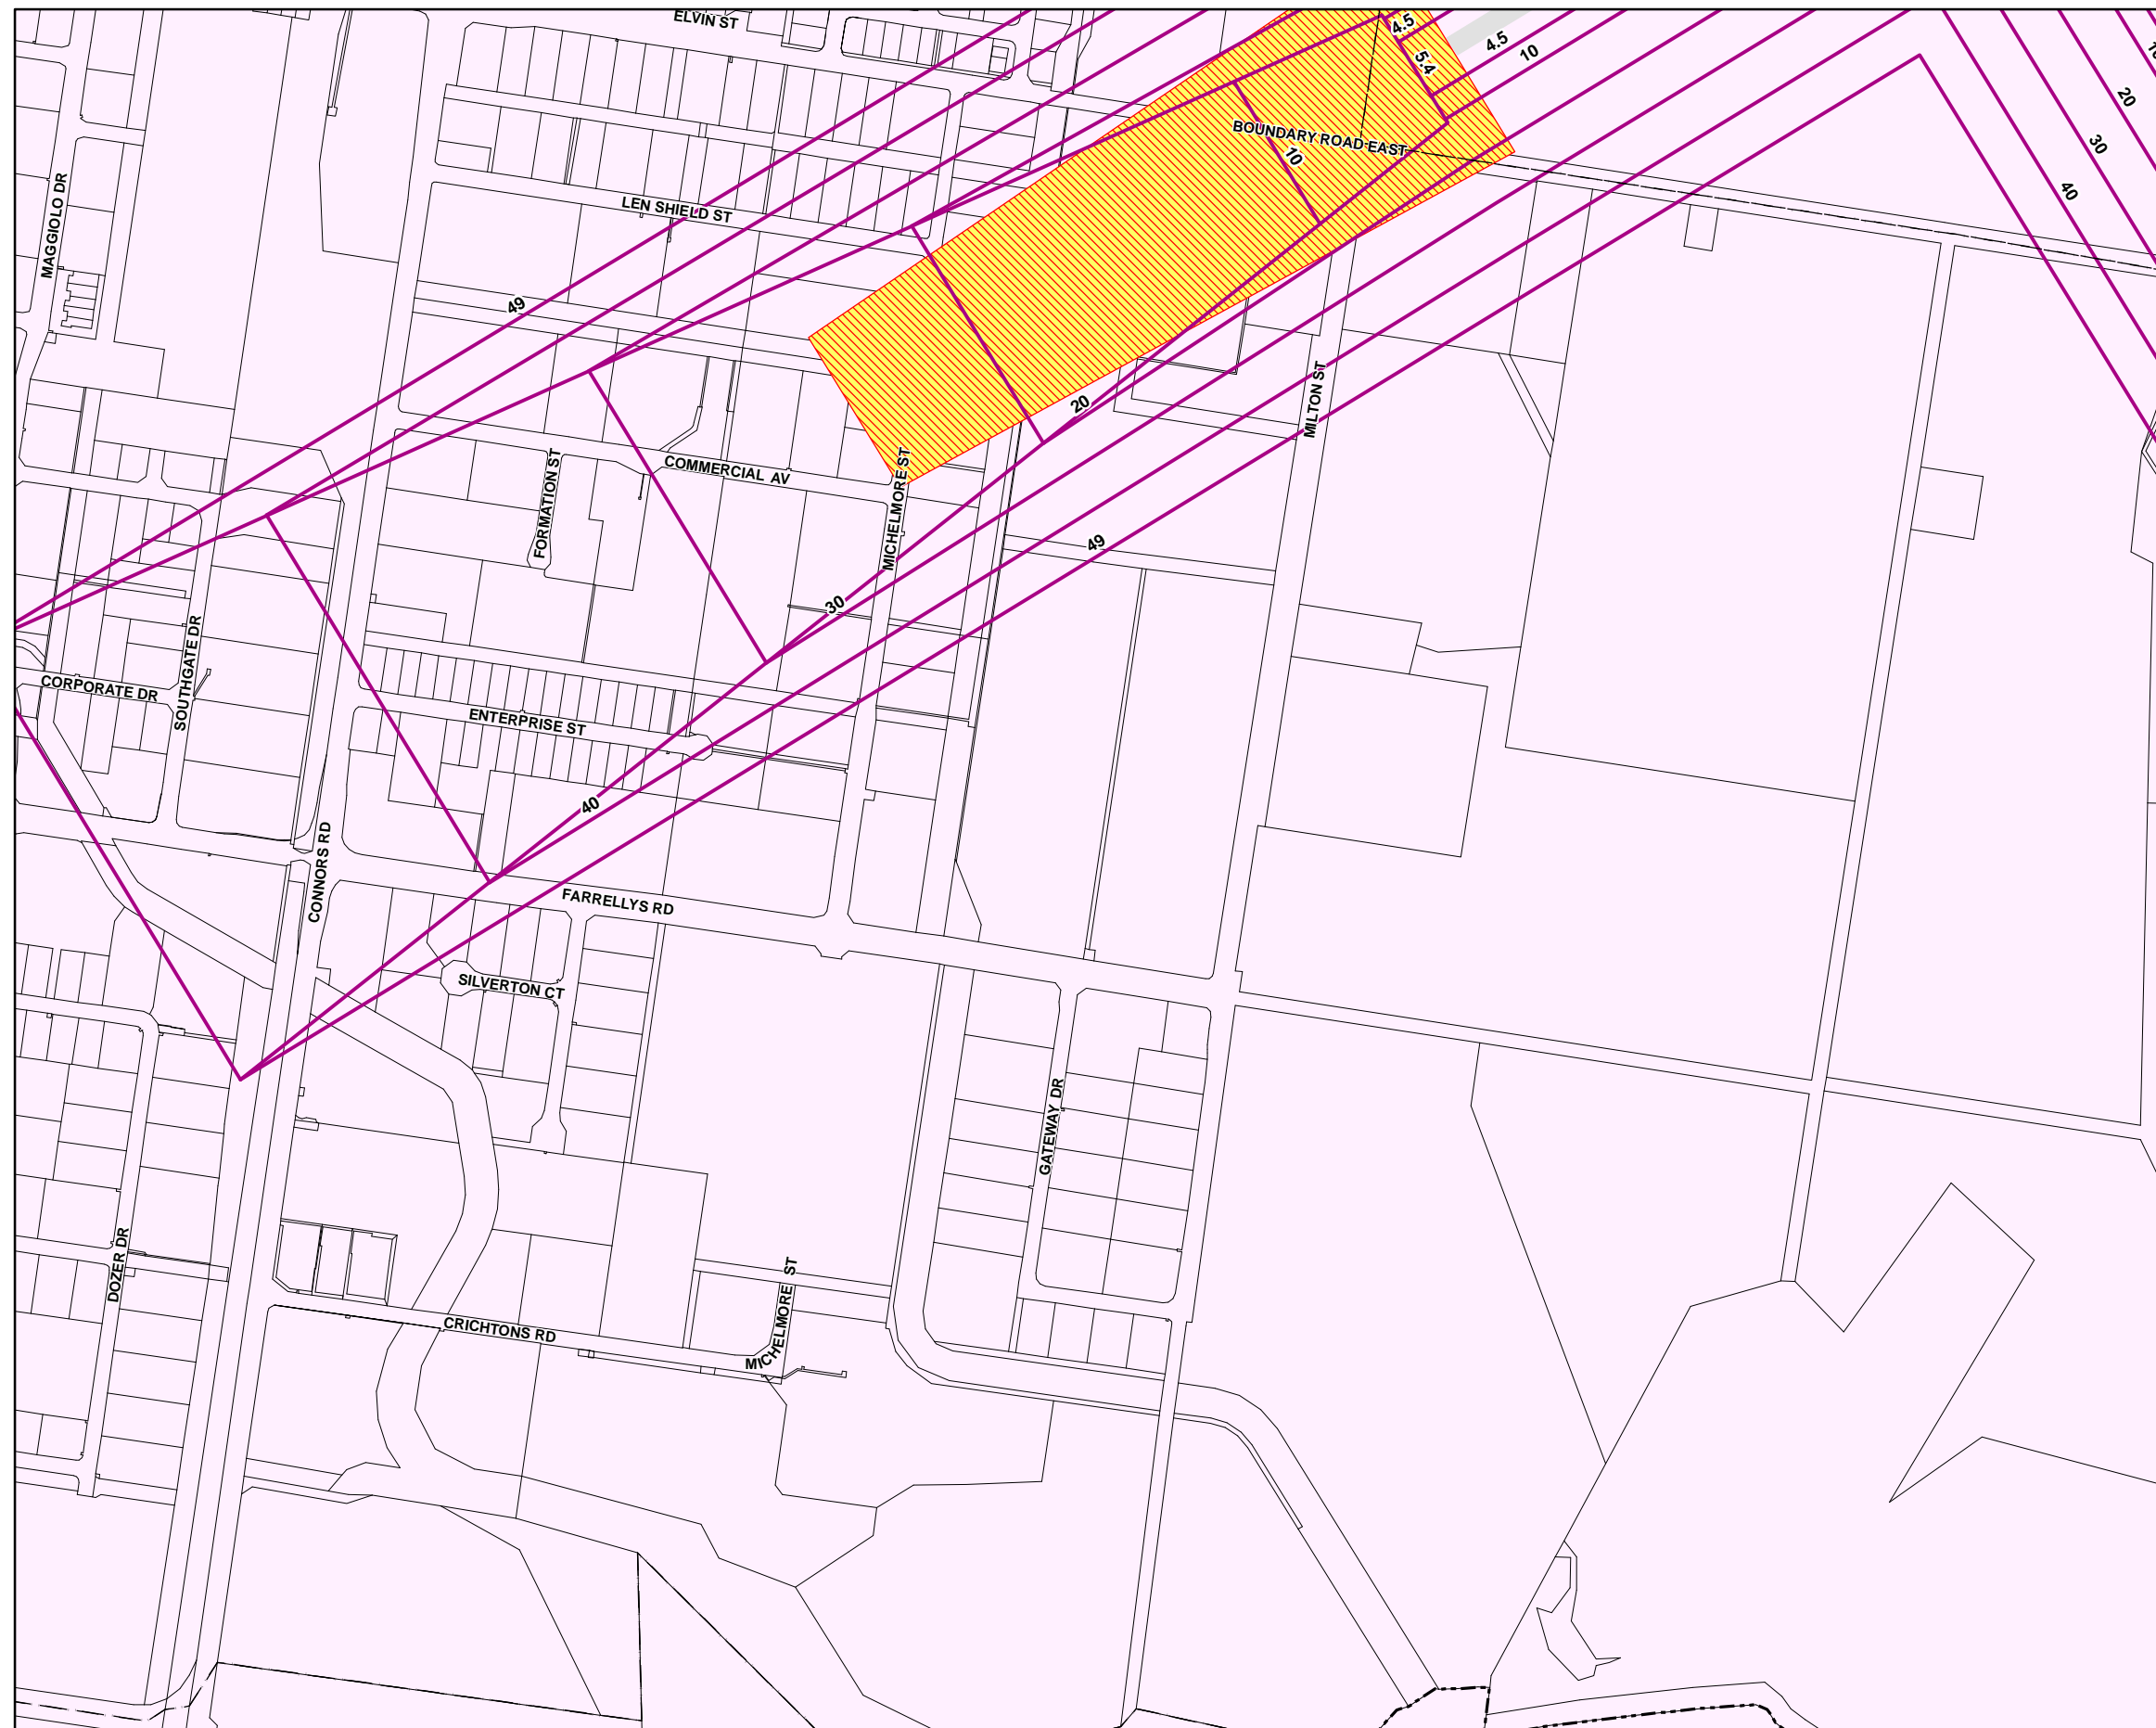 ELVIN ST
4.5
4.5
5.4
10
20
30
40
BOUNDARY ROAD EAST
10
MAGGIOLO DR
LEN SHIELD ST
49
MILTON ST
20
COMMERCIAL AV
FORMATION ST
MICHELMORE ST
49
30
SOUTHGATE DR
CORPORATE DR
ENTERPRISE ST
40
CONNORS RD
FARRELLYS RD
SILVERTON CT
GATEWAY DR
DOZER DR
CRICHTONS RD
MICHELMORE ST